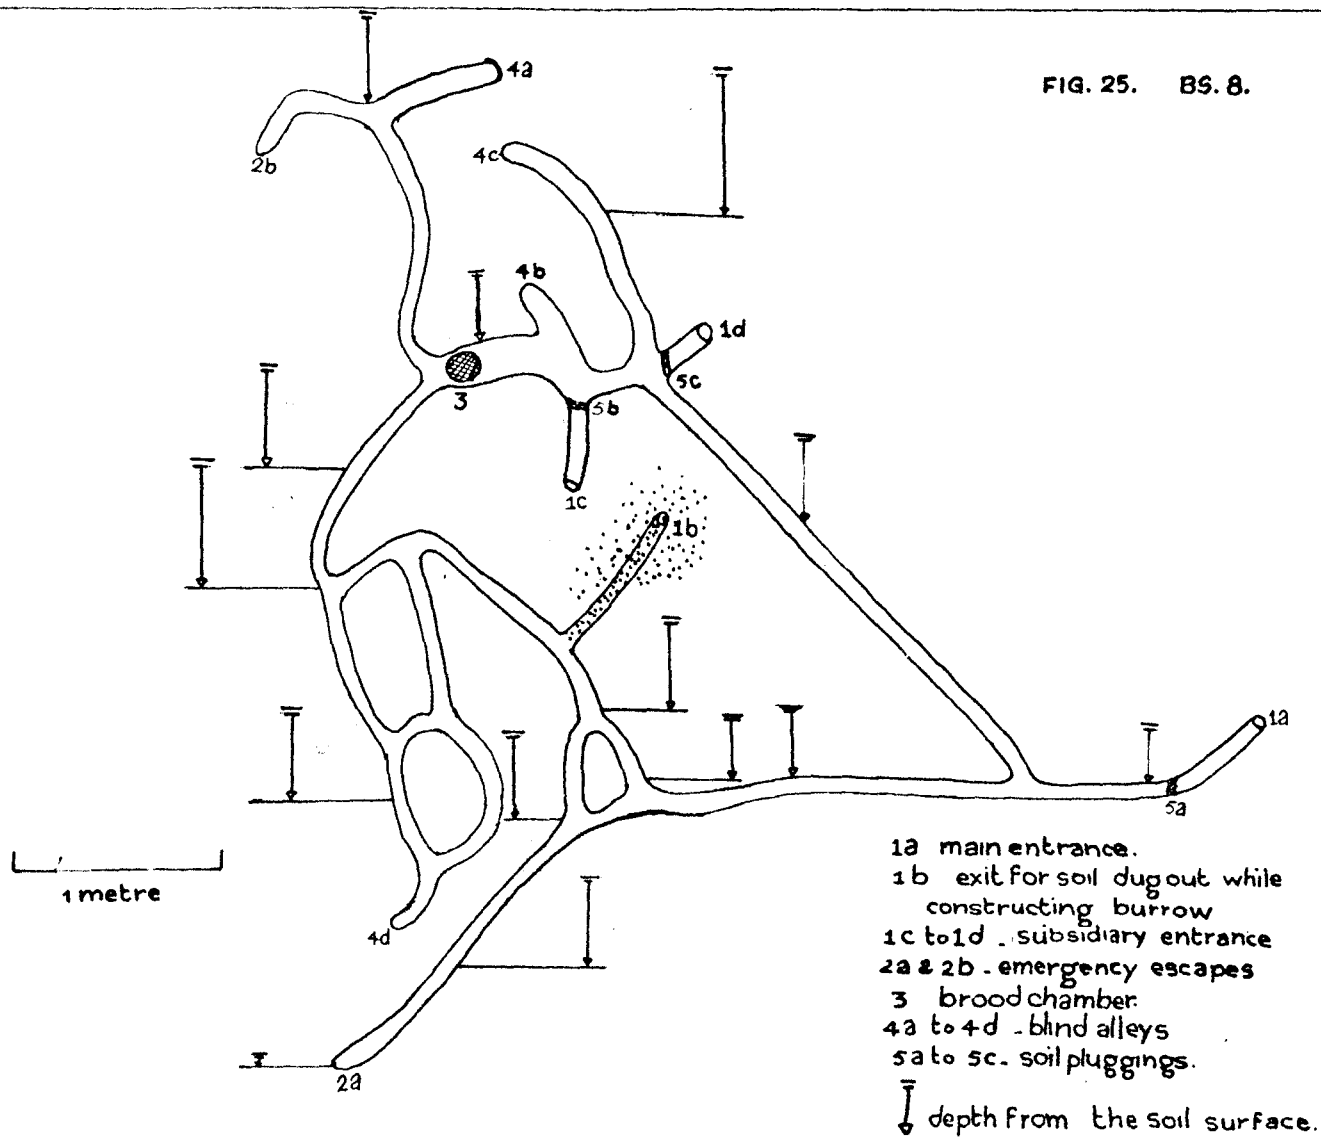 FIG. 25. BS. 8.
4a
2b
4c
4b
1d
5c
3
5b
1c
1b
1a
5a
4d
2a
1 metre
1a main entrance.
1b exit for soil dug out while
constructing burrow
1c to 1d - subsidiary entrance
2a & 2b - emergency escapes
3 brood chamber.
4a to 4d - blind alleys
5a to 5c - soil pluggings.
depth from the soil surface.